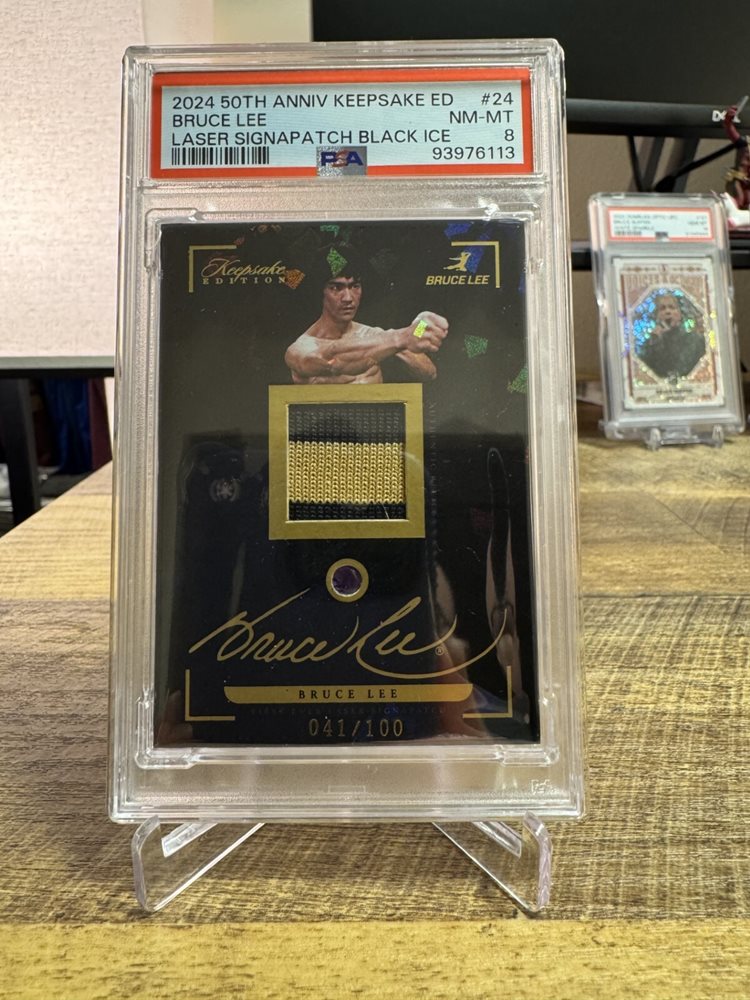 2024 50TH ANNIV KEEPSAKE ED #24
BRUCE LEE NM-MT
LASER SIGNAPATCH BLACK ICE 8
PSA 93976113
Keepsake
EDITION
BRUCE LEE
Bruce Lee ®
BRUCE LEE
041/100
DELL